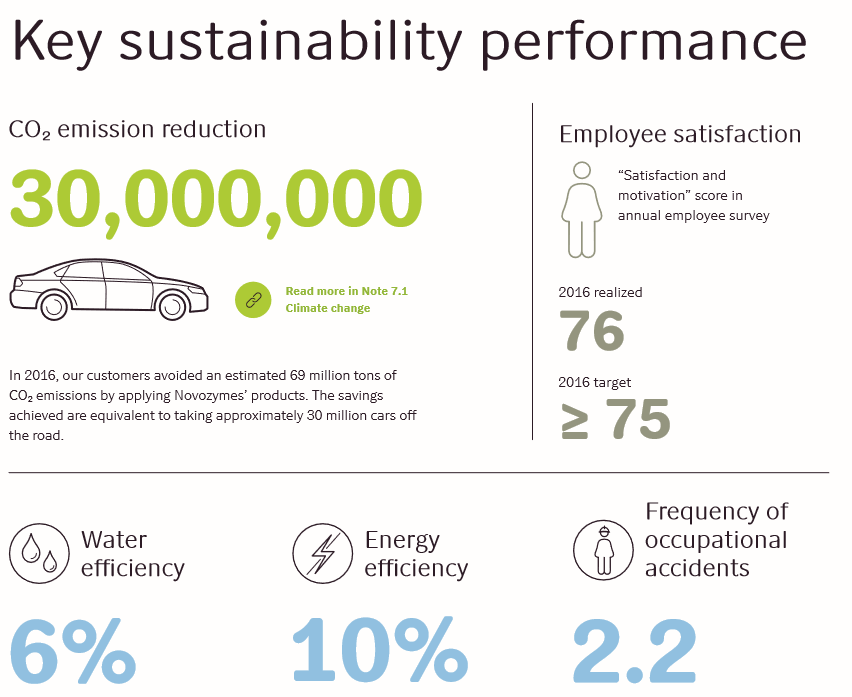 Key sustainability performance
CO₂ emission reduction
30,000,000
Read more in Note 7.1
Climate change
In 2016, our customers avoided an estimated 69 million tons of
CO₂ emissions by applying Novozymes’ products. The savings
achieved are equivalent to taking approximately 30 million cars off
the road.
Employee satisfaction
“Satisfaction and
motivation” score in
annual employee survey
2016 realized
76
2016 target
≥ 75
Water
efficiency
6%
Energy
efficiency
10%
Frequency of
occupational
accidents
2.2